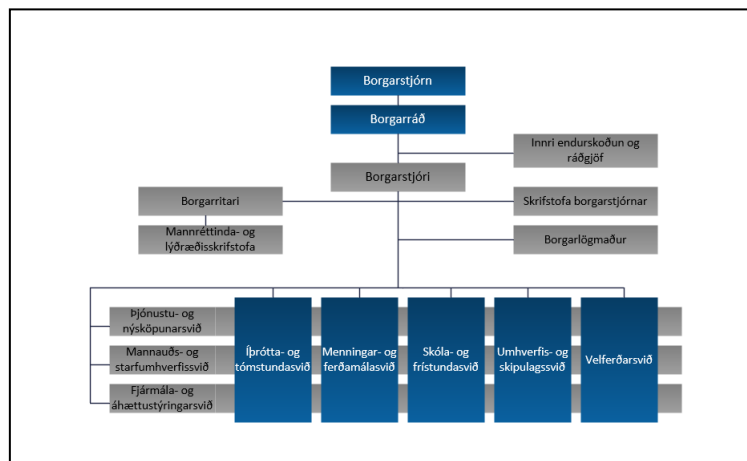 Borgarstjórn
Borgarráð
Innri endurskoðun og
ráðgjöf
Borgarstjóri
Borgarritari
Skrifstofa borgarstjórnar
Mannréttinda- og
lýðræðisskrifstofa
Borgarlögmaður
Þjónustu- og
nýsköpunarsvið
Mannauðs- og
starfumhverfissvið
Fjármála- og
áhættustýringarsvið
Íþrótta- og
tómstundasvið
Menningar- og
ferðamálasvið
Skóla- og
frístundasvið
Umhverfis- og
skipulagssvið
Velferðarsvið